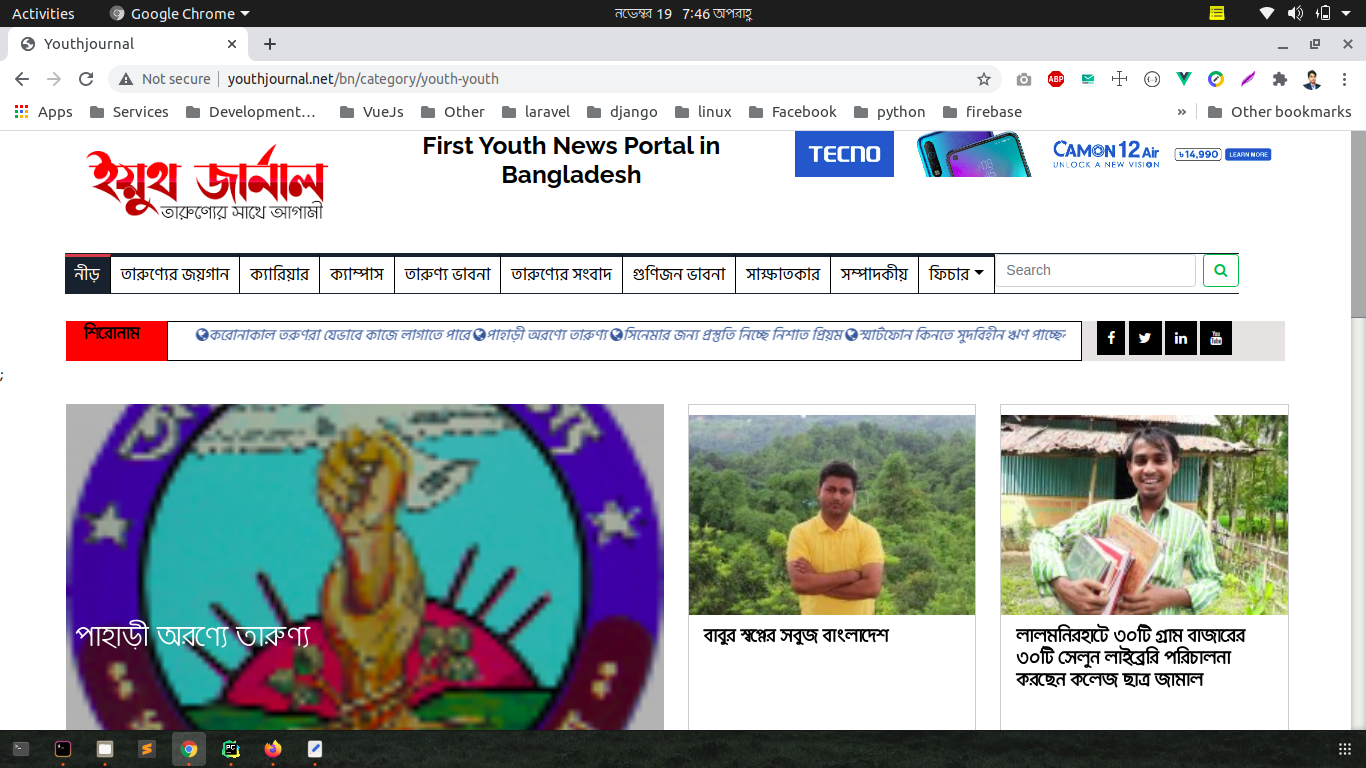 Activities
Google Chrome
নভেম্বর 19 7:46 অপরাহ্ণ
Youthjournal
Not secure
youthjournal.net/bn/category/youth-youth
ABP
Apps
Services
Development…
VueJs
Other
laravel
django
linux
Facebook
python
firebase
»
Other bookmarks
ইয়ুথ জার্নাল
তারুণ্যের সাথে আগামী
First Youth News Portal in
Bangladesh
TECNO
CAMON 12 Air
UNLOCK A NEW VISION
৳14,990
LEARN MORE
নীড়
তারুণ্যের জয়গান
ক্যারিয়ার
ক্যাম্পাস
তারুণ্য ভাবনা
তারুণ্যের সংবাদ
গুণিজন ভাবনা
সাক্ষাতকার
সম্পাদকীয়
ফিচার
Search
শিরোনাম
করোনাকাল তরুণরা যেভাবে কাজে লাগাতে পারে
পাহাড়ী অরণ্যে তারুণ্য
সিনেমার জন্য প্রস্তুতি নিচ্ছে নিশাত প্রিয়ম
স্মার্টফোন কিনতে সুদবিহীন ঋণ পাচ্ছে
You
Tube
;
পাহাড়ী অরণ্যে তারুণ্য
বাবুর স্বপ্নের সবুজ বাংলাদেশ
লালমনিরহাটে ৩০টি গ্রাম বাজারের
৩০টি সেলুন লাইব্রেরি পরিচালনা
করছেন কলেজ ছাত্র জামাল